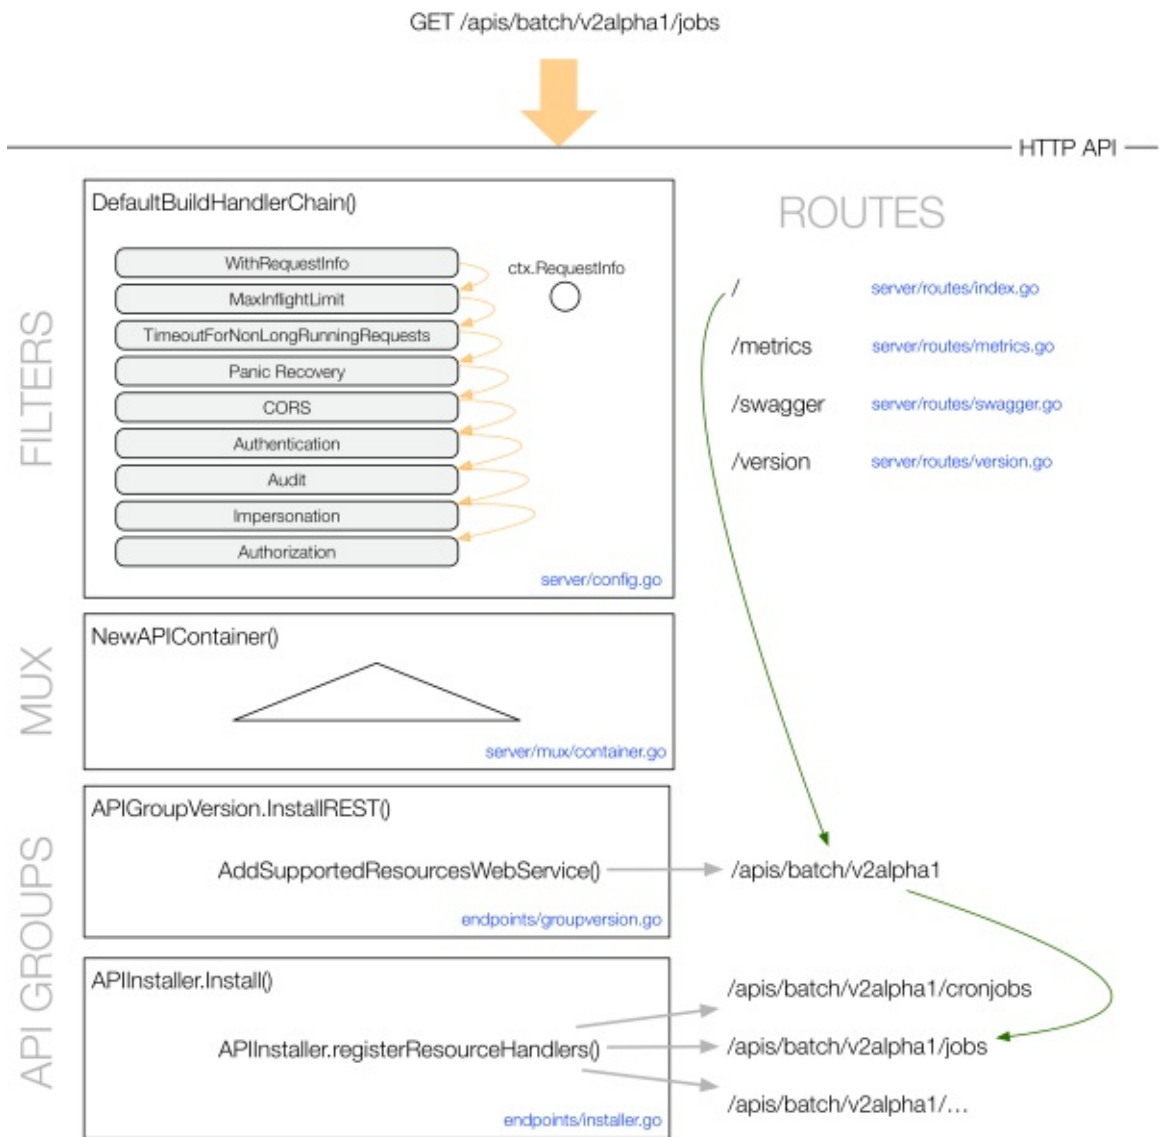 GET /apis/batch/v2alpha1/jobs
HTTP API
FILTERS
DefaultBuildHandlerChain()
WithRequestInfo
MaxInflightLimit
TimeoutForNonLongRunningRequests
Panic Recovery
CORS
Authentication
Audit
Impersonation
Authorization
ctx.RequestInfo
server/config.go
MUX
NewAPIContainer()
server/mux/container.go
API GROUPS
APIGroupVersion.InstallREST()
AddSupportedResourcesWebService()
endpoints/groupversion.go
APIInstaller.Install()
APIInstaller.registerResourceHandlers()
endpoints/installer.go
ROUTES
/ server/routes/index.go
/metrics server/routes/metrics.go
/swagger server/routes/swagger.go
/version server/routes/version.go
/apis/batch/v2alpha1
/apis/batch/v2alpha1/cronjobs
/apis/batch/v2alpha1/jobs
/apis/batch/v2alpha1/…